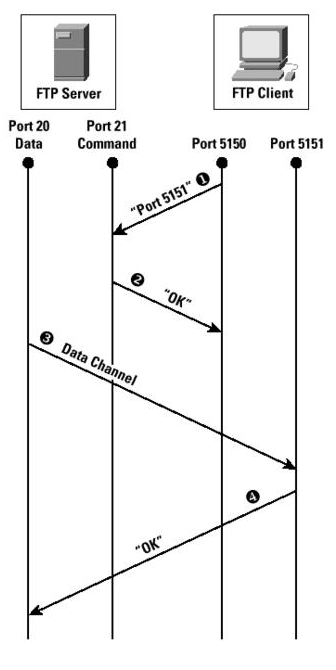 FTP Server
FTP Client
Port 20
Data
Port 21
Command
Port 5150
Port 5151
"Port 5151" ❶
❷ "OK"
❸ Data Channel
❹
"OK"